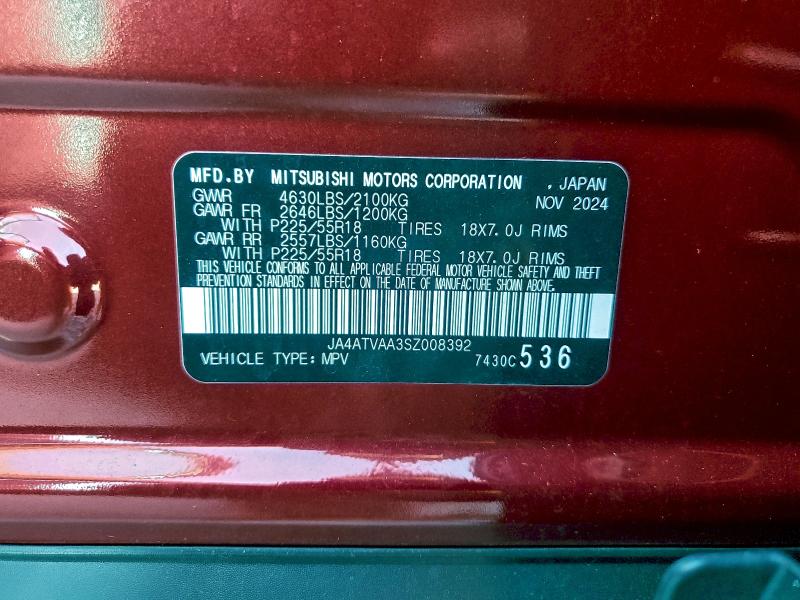 MFD.BY MITSUBISHI MOTORS CORPORATION , JAPAN
GVWR 4630LBS/2100KG NOV 2024
GAWR FR 2646LBS/1200KG
WITH P225/55R18 TIRES 18X7.0J RIMS
GAWR RR 2557LBS/1160KG
WITH P225/55R18 TIRES 18X7.0J RIMS
THIS VEHICLE CONFORMS TO ALL APPLICABLE FEDERAL MOTOR VEHICLE SAFETY AND THEFT
PREVENTION STANDARDS IN EFFECT ON THE DATE OF MANUFACTURE SHOWN ABOVE.
JA4ATVAA3SZ008392
VEHICLE TYPE: MPV 7430C 536